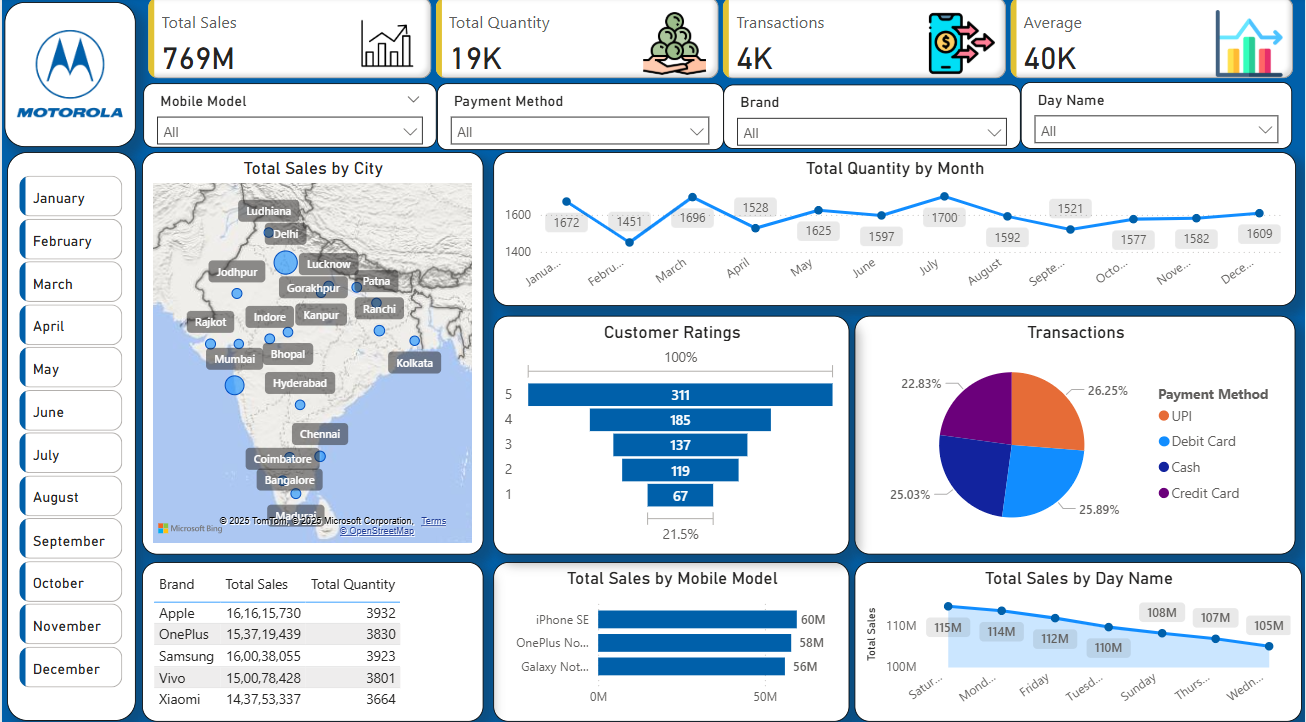 MOTOROLA
Total Sales
769M
Total Quantity
19K
Transactions
4K
Average
40K
Mobile Model
All
Payment Method
All
Brand
All
Day Name
All
January
February
March
April
May
June
July
August
September
October
November
December
Total Sales by City
Ludhiana
Delhi
Lucknow
Jodhpur
Patna
Gorakhpur
Ranchi
Kanpur
Indore
Rajkot
Bhopal
Mumbai
Kolkata
Hyderabad
Chennai
Coimbatore
Bangalore
© 2025 TomTom, © 2025 Microsoft Corporation, Terms
Microsoft Bing
© OpenStreetMap
Total Quantity by Month
1600
1400
1672
1451
1696
1528
1625
1597
1700
1592
1521
1577
1582
1609
Janua...
Febru...
March
April
May
June
July
August
Septe...
Octo...
Nove...
Dece...
Customer Ratings
100%
5 311
4 185
3 137
2 119
1 67
21.5%
Transactions
22.83%
26.25%
25.03%
25.89%
Payment Method
UPI
Debit Card
Cash
Credit Card
Brand Total Sales Total Quantity
Apple 16,16,15,730 3932
OnePlus 15,37,19,439 3830
Samsung 16,00,38,055 3923
Vivo 15,00,78,428 3801
Xiaomi 14,37,53,337 3664
Total Sales by Mobile Model
iPhone SE 60M
OnePlus No... 58M
Galaxy Not... 56M
0M 50M
Total Sales by Day Name
Total Sales
110M
100M
115M
114M
112M
110M
108M
107M
105M
Satur...
Mond...
Friday
Tuesd...
Sunday
Thurs...
Wedn...